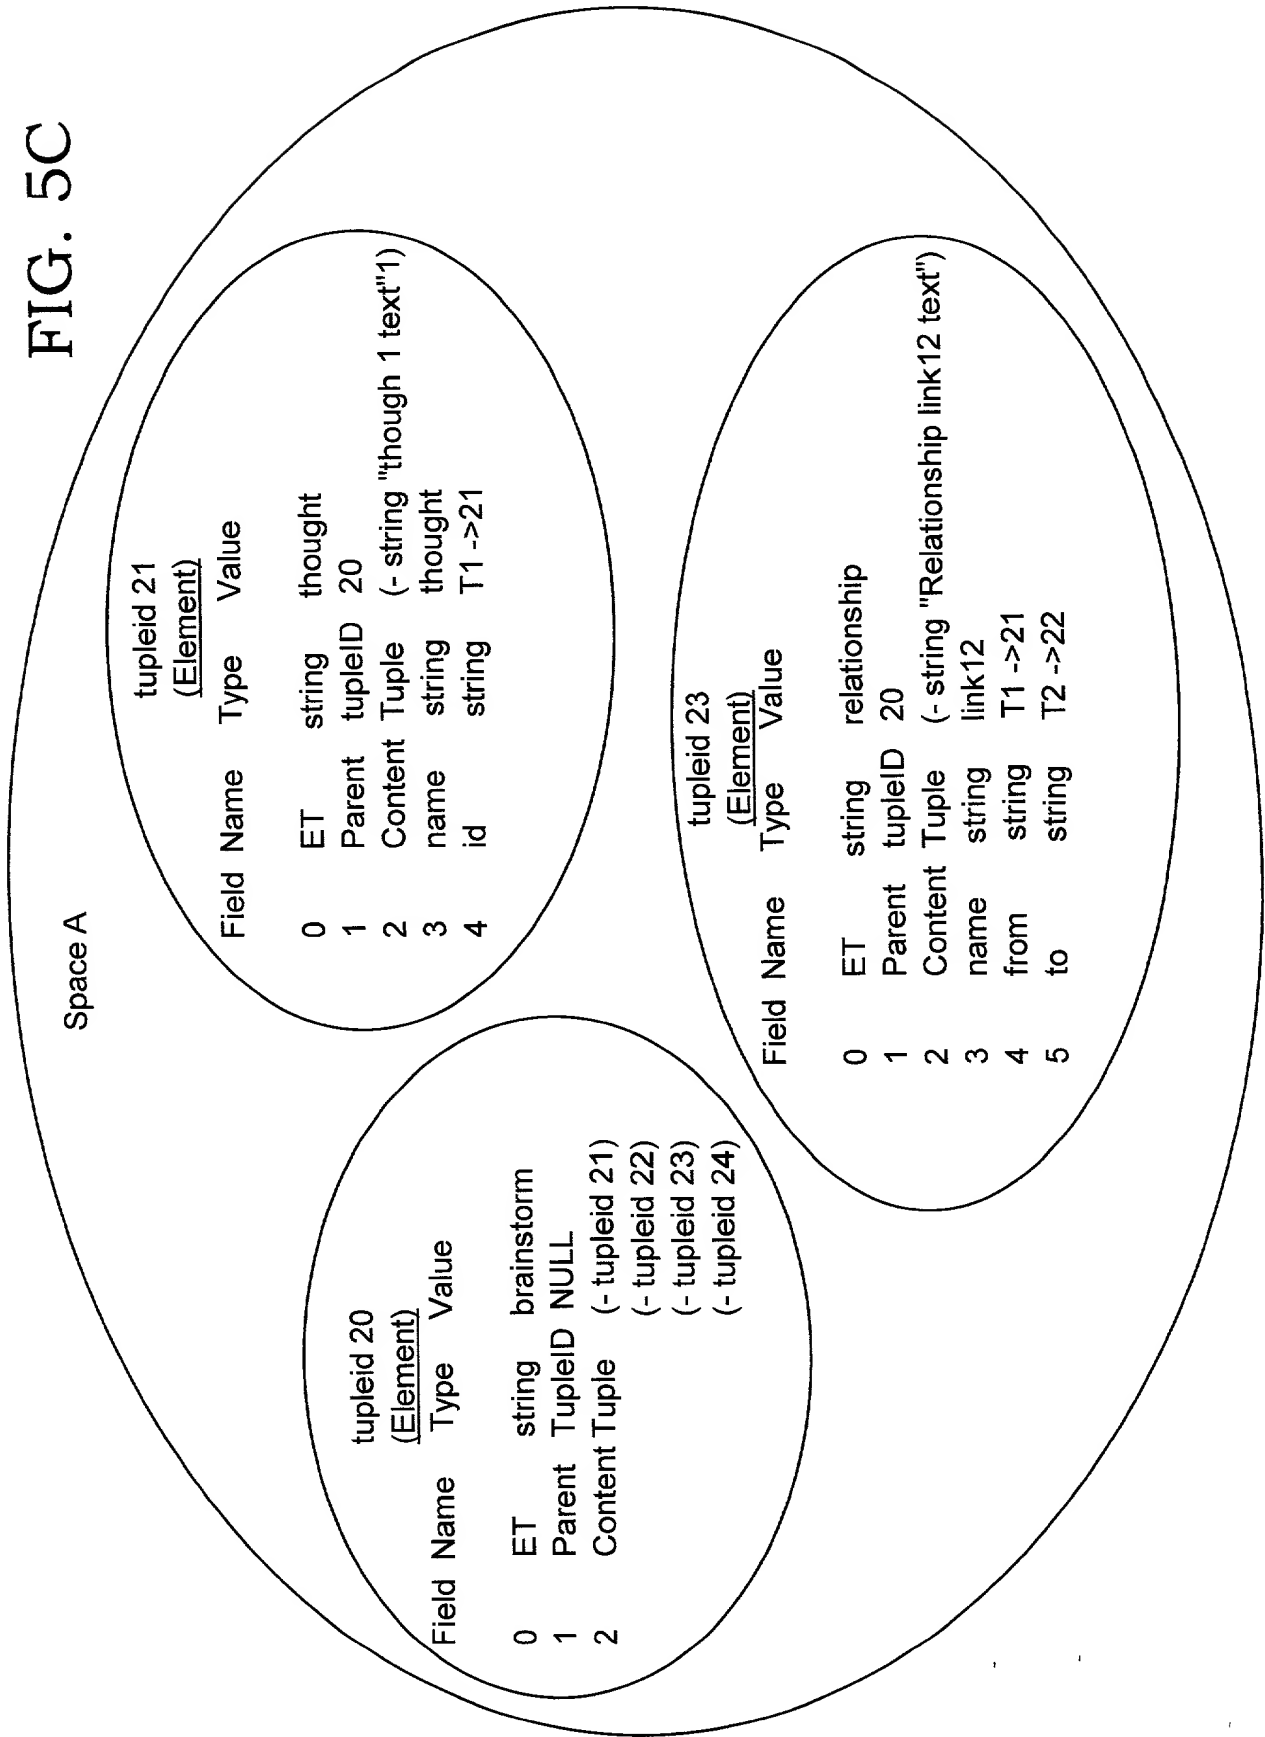 FIG. 5C
Space A
tupleid 20
(Element)
Field Name Type Value
0 ET string brainstorm
1 Parent TupleID NULL
2 Content Tuple (- tupleid 21)
(- tupleid 22)
(- tupleid 23)
(- tupleid 24)
tupleid 21
(Element)
Field Name Type Value
0 ET string thought
1 Parent tupleID 20
2 Content Tuple (- string "though 1 text"1)
3 name string thought
4 id string T1 ->21
tupleid 23
(Element)
Field Name Type Value
0 ET string relationship
1 Parent tupleID 20
2 Content Tuple (- string "Relationship link12 text")
3 name string link12
4 from string T1 ->21
5 to string T2 ->22